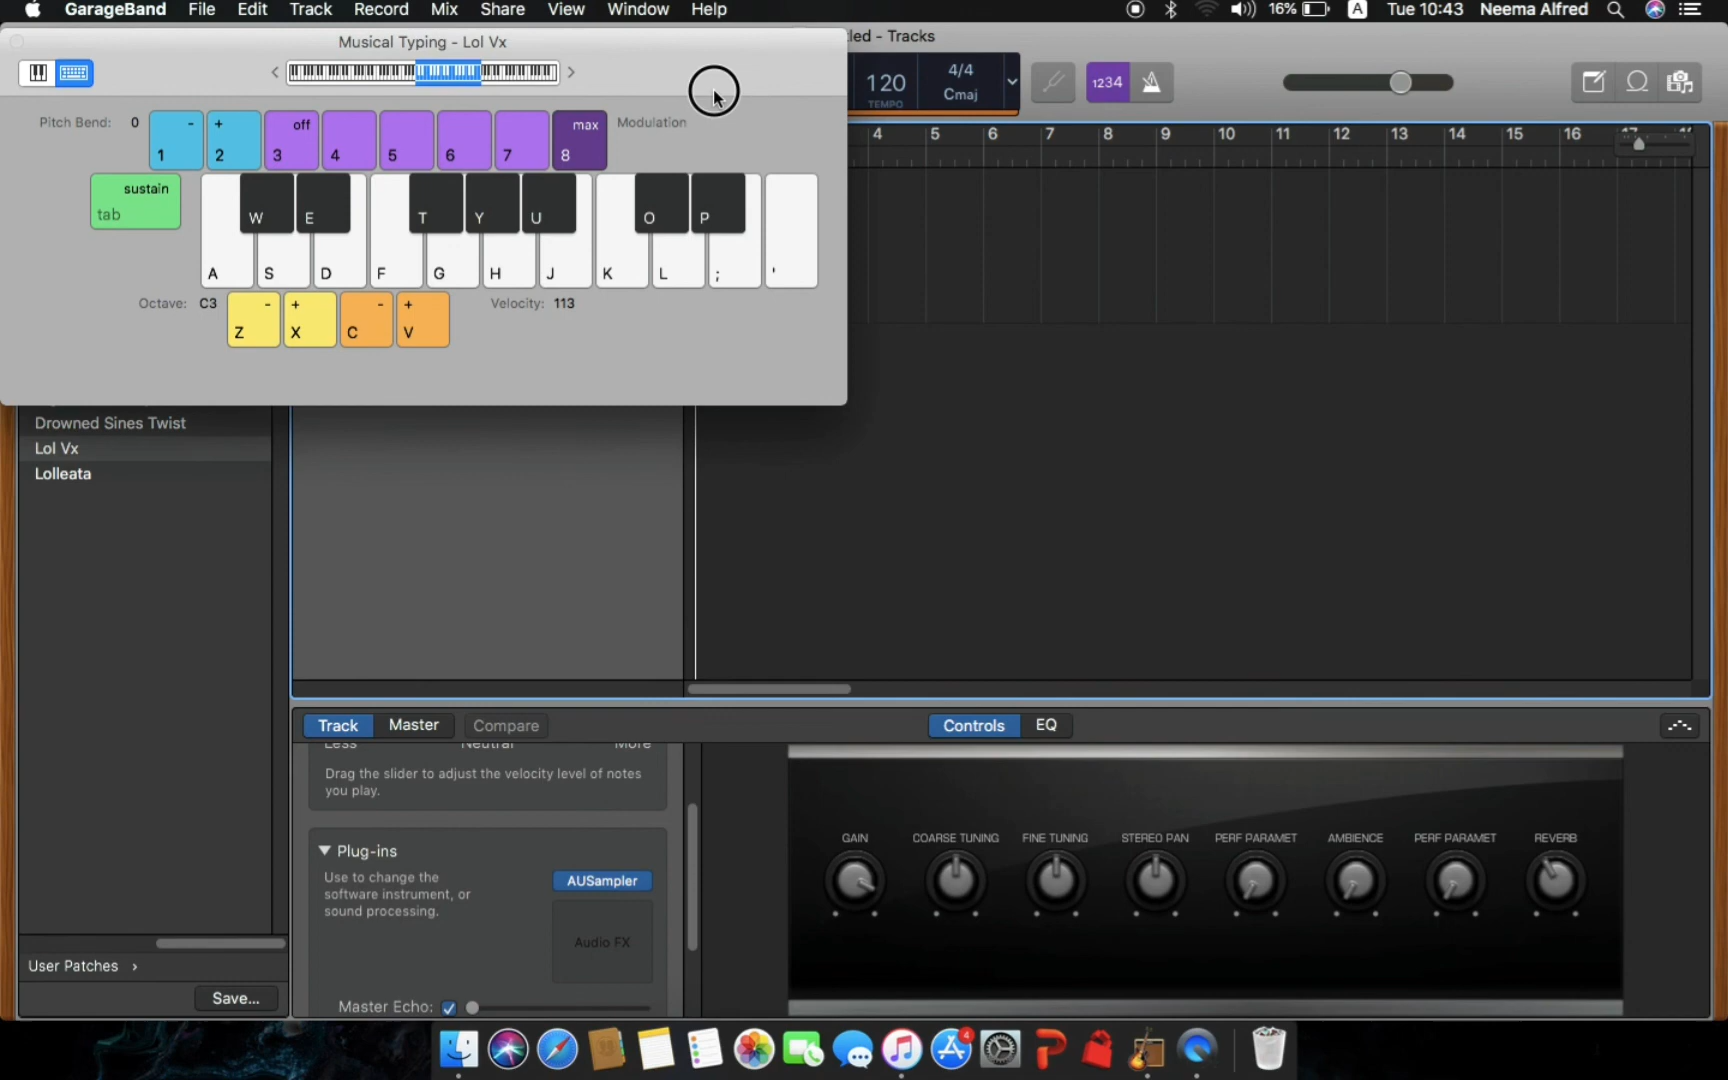 GarageBand File Edit Track Record Mix Share View Window Help 16% A Tue 10:43 Neema Alfred
Musical Typing - Lol Vx
led - Tracks
120 TEMPO
4/4
Cmaj
1234
Pitch Bend: 0
- 1
+ 2
off 3
4
5
6
7
max 8
Modulation
4 5 6 7 8 9 10 11 12 13 14 15 16
sustain
tab
W E T Y U O P
A S D F G H J K L ; '
Octave: C3
- Z
+ X
- C
+ V
Velocity: 113
Drowned Sines Twist
Lol Vx
Lolleata
User Patches ›
Save...
Track Master Compare
Controls EQ
Less Neutral More
Drag the slider to adjust the velocity level of notes
you play.
Plug-ins
Use to change the
software instrument, or
sound processing.
AUSampler
Audio FX
Master Echo:
GAIN COARSE TUNING FINE TUNING STEREO PAN PERF PARAMET AMBIENCE PERF PARAMET REVERB
4